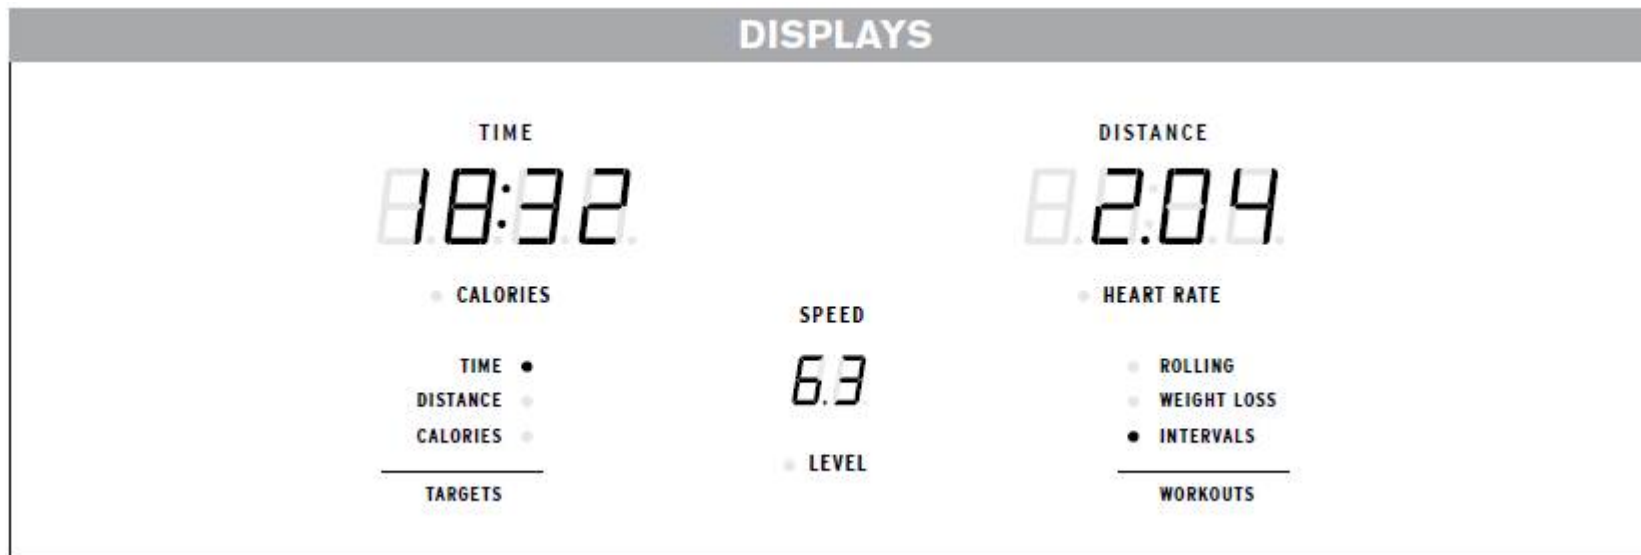 DISPLAYS
TIME
18:32
CALORIES
DISTANCE
2.04
HEART RATE
SPEED
6.3
LEVEL
TIME
DISTANCE
CALORIES
TARGETS
ROLLING
WEIGHT LOSS
INTERVALS
WORKOUTS